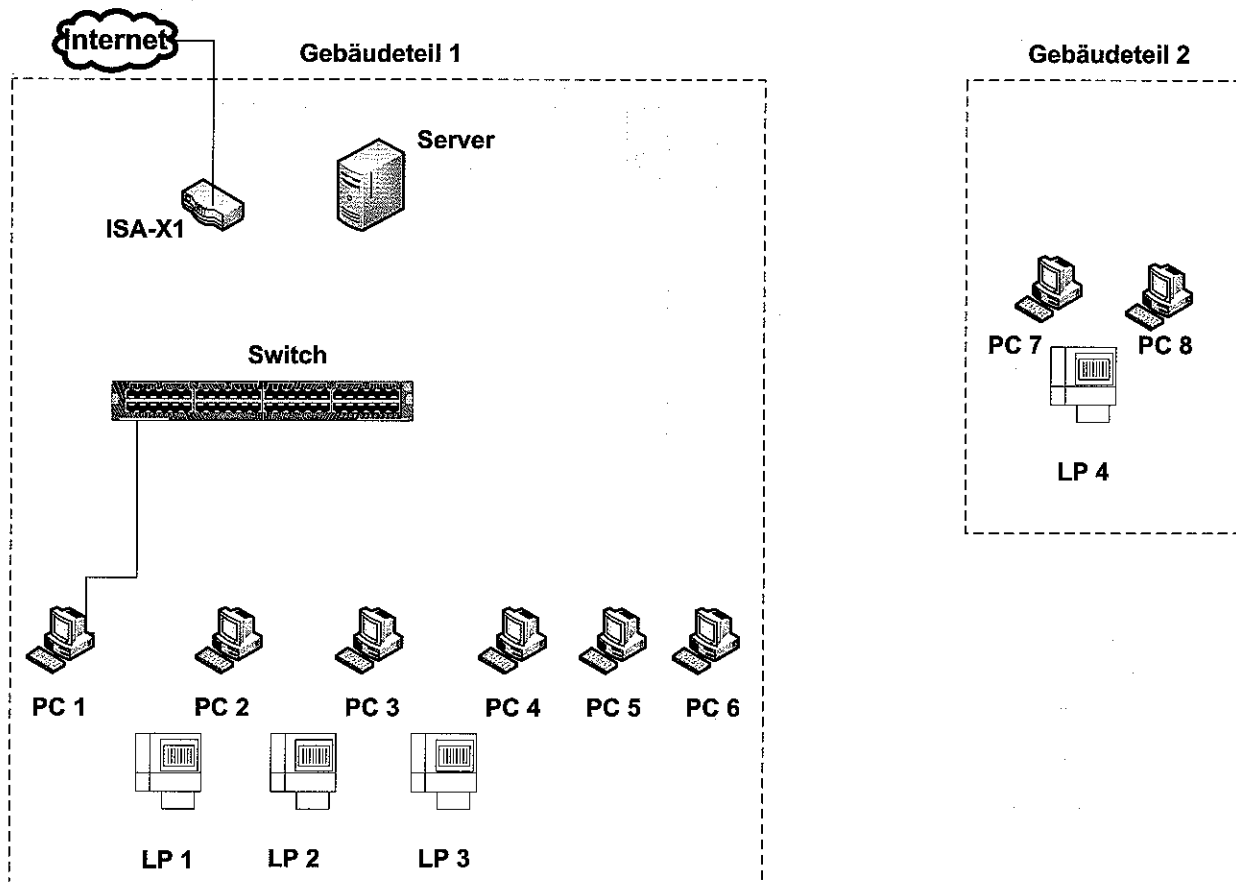 internet
Gebäudeteil 1
Gebäudeteil 2
Server
ISA-X1
Switch
PC 7
PC 8
LP 4
PC 1
PC 2
PC 3
PC 4
PC 5
PC 6
LP 1
LP 2
LP 3